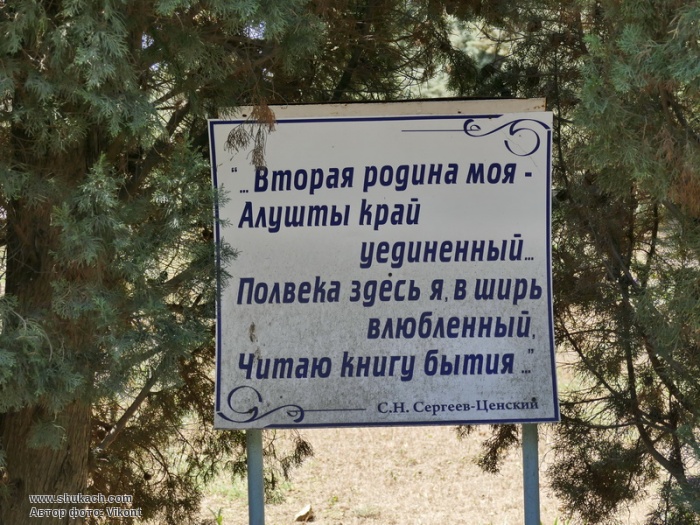 "... Вторая родина моя -
Алушты край
уединенный...
Полвека здесь я, в ширь
влюбленный,
Читаю книгу бытия ..."
С.Н. Сергеев-Ценский
www.shukach.com
Автор фото: Vikont